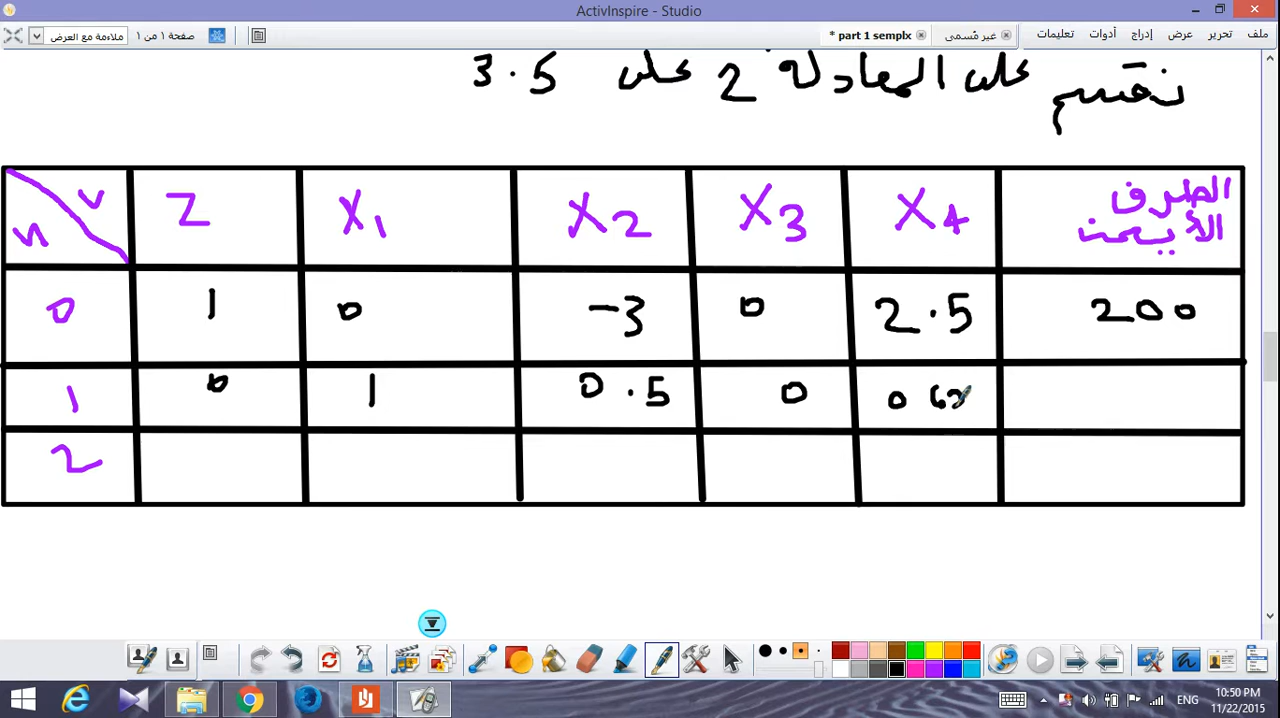 ActivInspire - Studio
ملف تحرير عرض إدراج أدوات تعليمات
غير مُسمى
part 1 semplx *
صفحة ١ من ١
ملاءمة مع العرض
نقسم على المعادلة 2 على 3.5
n v Z X1 X2 X3 X4 الطرف الأيمن
0 1 0 -3 0 2.5 200
1 0 1 0.5 0
2
ENG
10:50 PM
11/22/2015